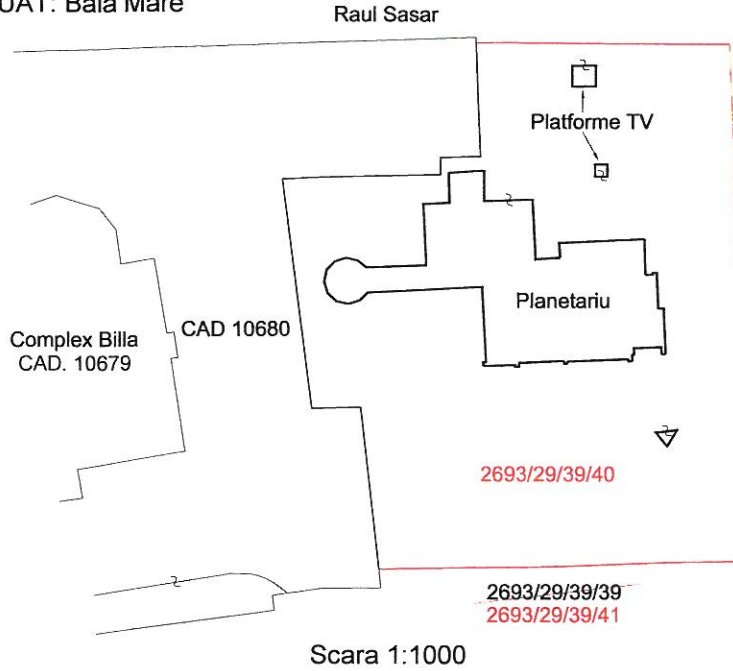 UAT: Baia Mare
Raul Sasar
Platforme TV
Planetariu
CAD 10680
Complex Billa
CAD. 10679
2693/29/39/40
2693/29/39/39
2693/29/39/41
Scara 1:1000